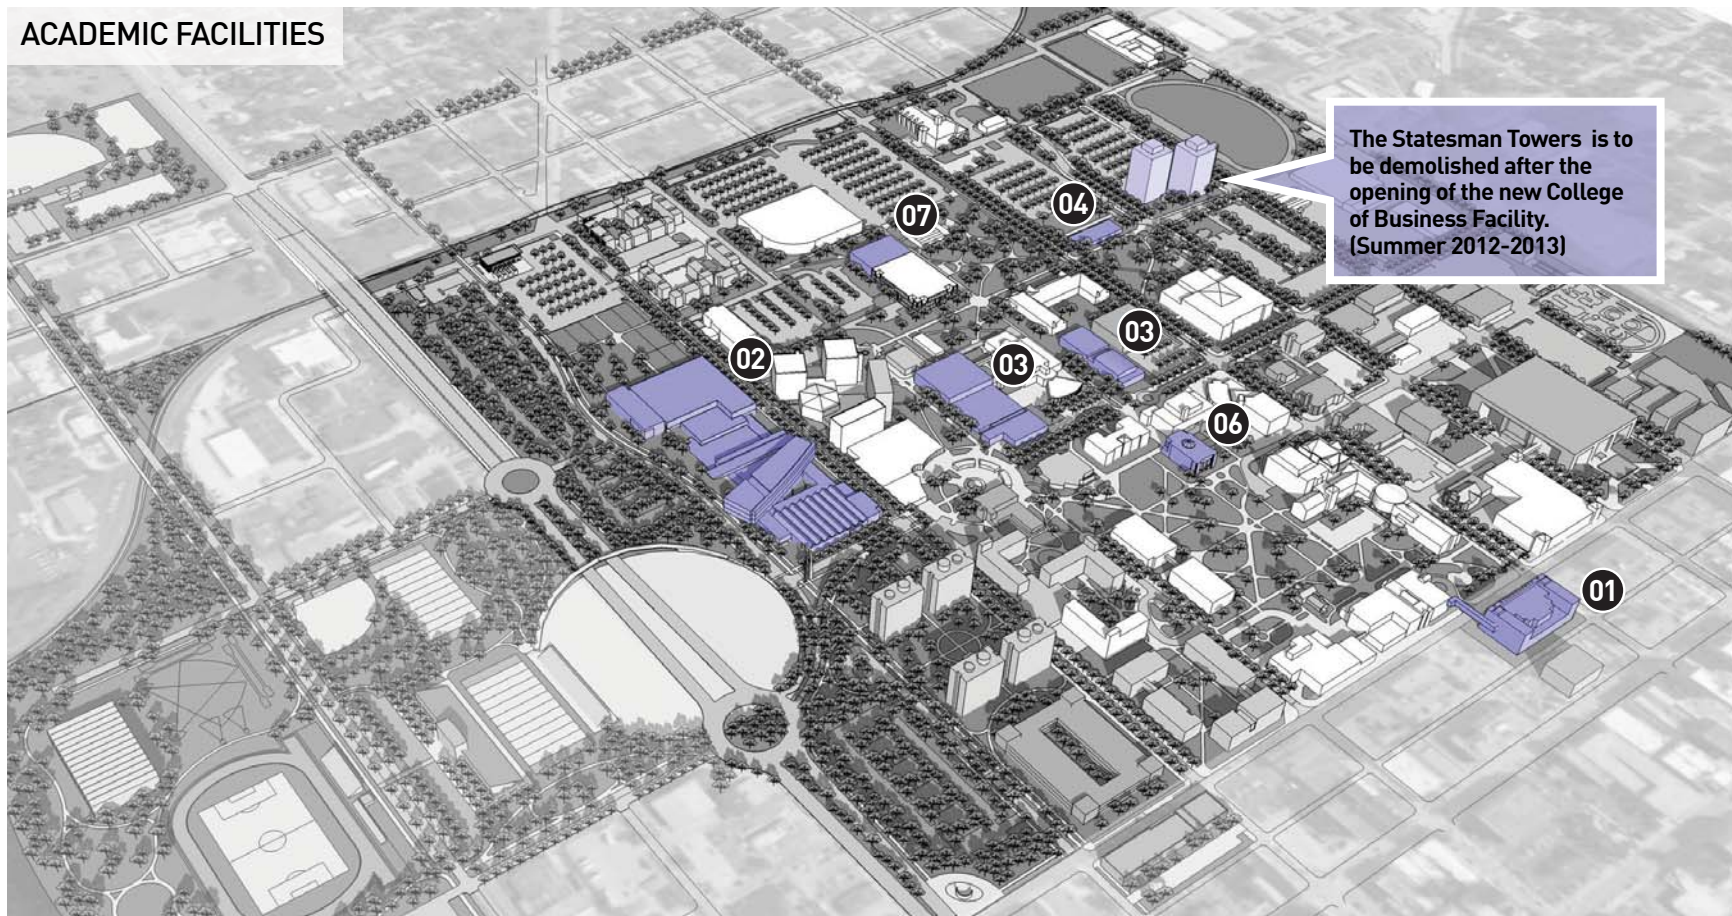 ACADEMIC FACILITIES
The Statesman Towers is to
be demolished after the
opening of the new College
of Business Facility.
(Summer 2012-2013)
07
04
03
02
03
06
01